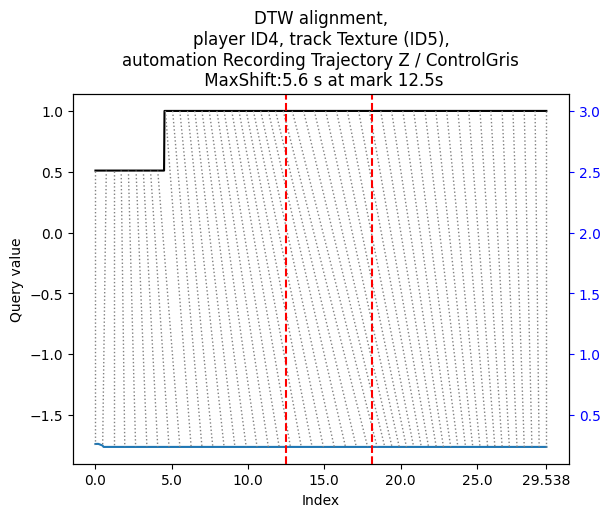 DTW alignment,
player ID4, track Texture (ID5),
automation Recording Trajectory Z / ControlGris
MaxShift:5.6 s at mark 12.5s
1.0
0.5
0.0
−0.5
−1.0
−1.5
Query value
3.0
2.5
2.0
1.5
1.0
0.5
0.0 5.0 10.0 15.0 20.0 25.0 29.538
Index